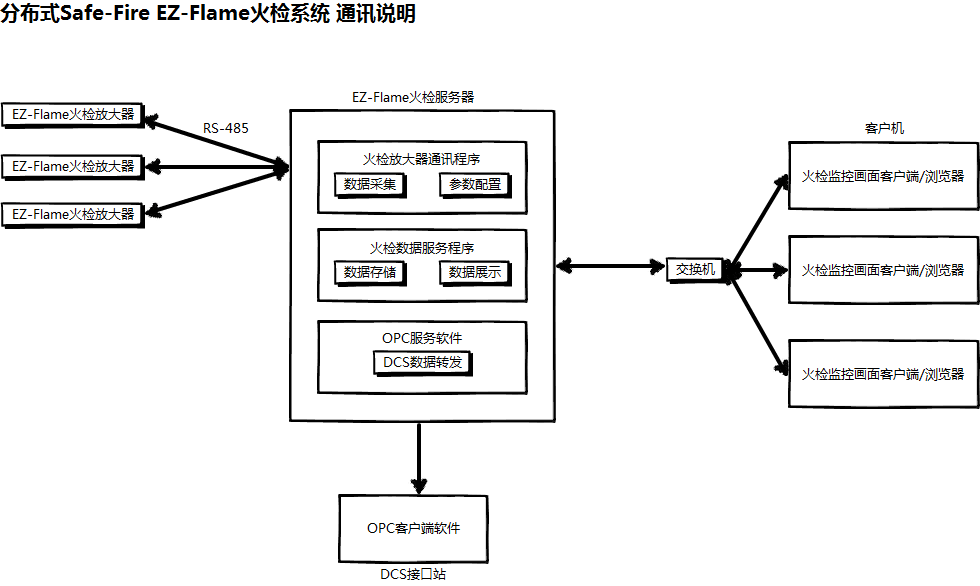 分布式Safe-Fire EZ-Flame火检系统 通讯说明
EZ-Flame火检放大器
EZ-Flame火检放大器
EZ-Flame火检放大器
RS-485
EZ-Flame火检服务器
火检放大器通讯程序
数据采集
参数配置
火检数据服务程序
数据存储
数据展示
OPC服务软件
DCS数据转发
OPC客户端软件
DCS接口站
交换机
客户机
火检监控画面客户端/浏览器
火检监控画面客户端/浏览器
火检监控画面客户端/浏览器